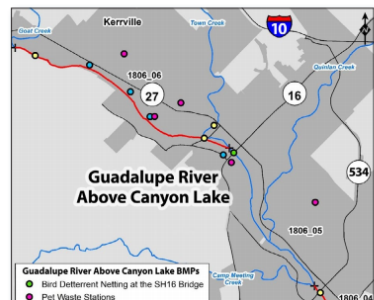 Kerrville
Goat Creek
Town Creek
10
Quinlan Creek
1806_06
27
16
Guadalupe River
Above Canyon Lake
534
1806_05
Guadalupe River Above Canyon Lake BMPs
Camp Meeting
Creek
Bird Deterrent Netting at the SH16 Bridge
Pet Waste Stations
1806_04